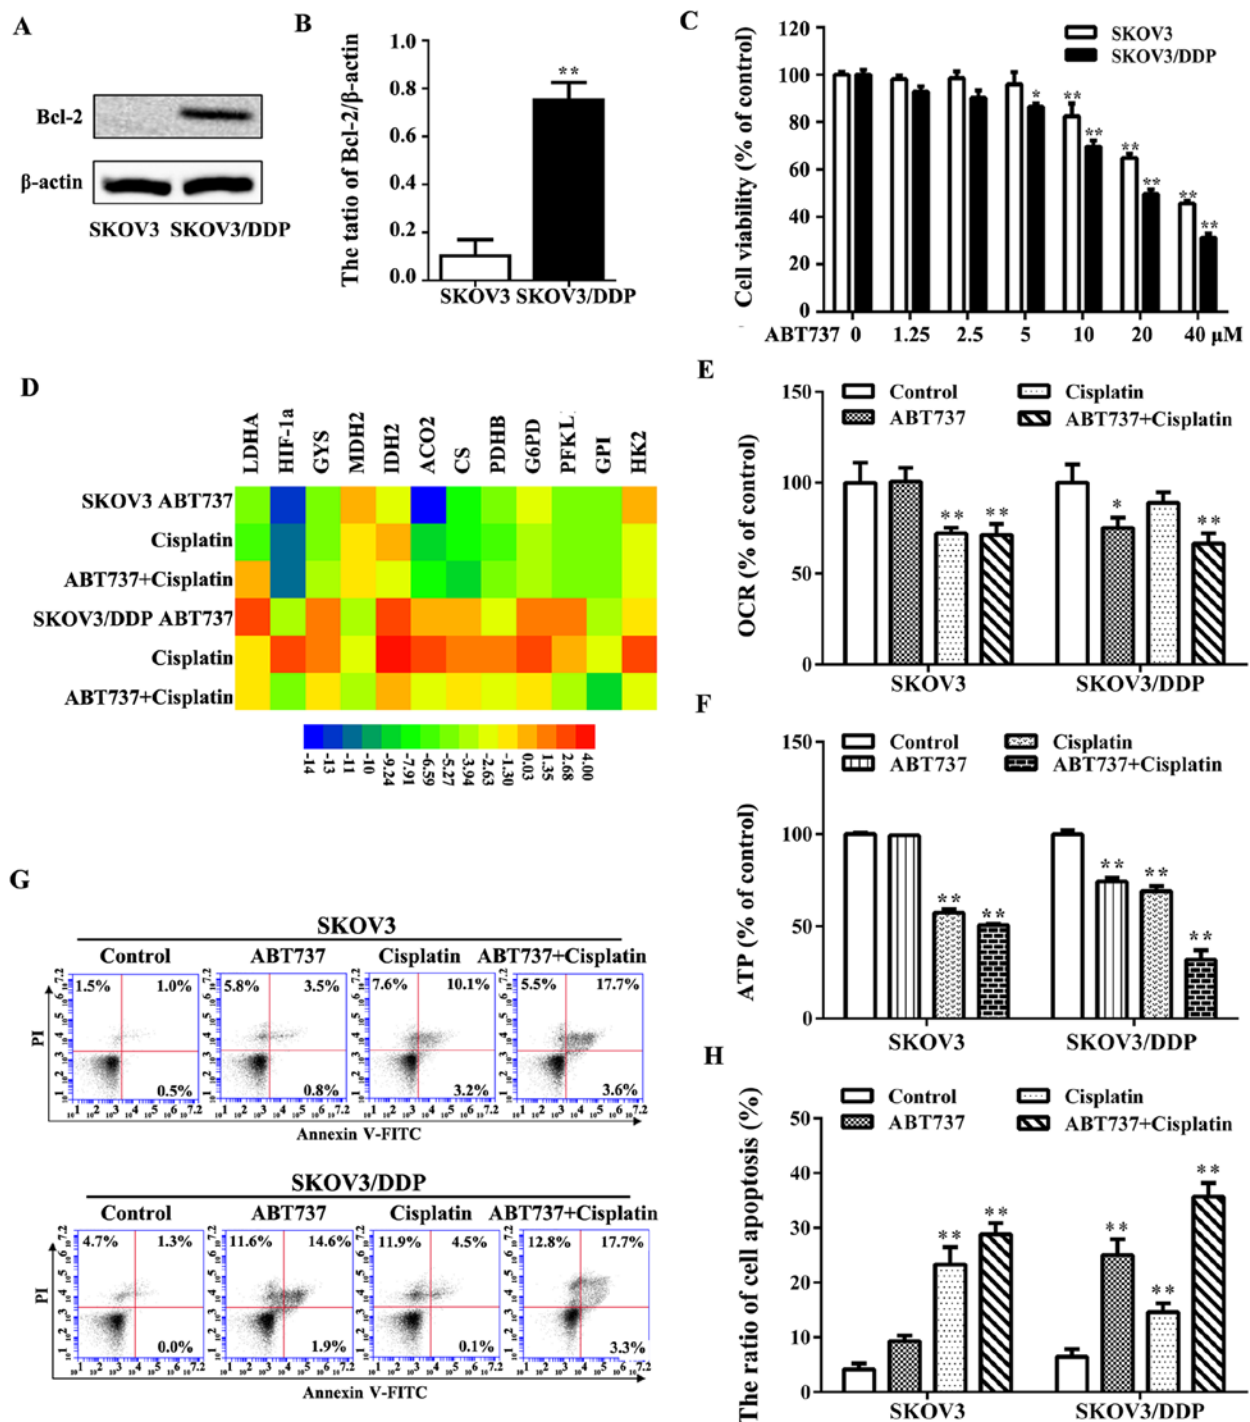 A
Bcl-2
β-actin
SKOV3 SKOV3/DDP
B
The tatio of Bcl-2/β-actin
1.0
0.8
0.6
0.4
0.2
0.0
**
SKOV3 SKOV3/DDP
C
SKOV3
SKOV3/DDP
Cell viability (% of control)
120
100
80
60
40
20
0
* ** ** ** ** ** **
ABT737 0 1.25 2.5 5 10 20 40 μM
D
LDHA HIF-1a GYS MDH2 IDH2 ACO2 CS PDHB G6PD PFKL GPI HK2
SKOV3 ABT737
Cisplatin
ABT737+Cisplatin
SKOV3/DDP ABT737
Cisplatin
ABT737+Cisplatin
-14 -13 -11 -10 -9.24 -7.91 -6.59 -5.27 -3.94 -2.63 -1.30 0.03 1.35 2.68 4.00
E
Control Cisplatin
ABT737 ABT737+Cisplatin
OCR (% of control)
150
100
50
0
** ** * **
SKOV3 SKOV3/DDP
F
Control Cisplatin
ABT737 ABT737+Cisplatin
ATP (% of control)
150
100
50
0
** ** ** ** **
SKOV3 SKOV3/DDP
G
SKOV3
Control ABT737 Cisplatin ABT737+Cisplatin
1.5% 1.0% 5.8% 3.5% 7.6% 10.1% 5.5% 17.7%
0.5% 0.8% 3.2% 3.6%
PI
Annexin V-FITC
SKOV3/DDP
Control ABT737 Cisplatin ABT737+Cisplatin
4.7% 1.3% 11.6% 14.6% 11.9% 4.5% 12.8% 17.7%
0.0% 1.9% 0.1% 3.3%
PI
Annexin V-FITC
H
Control Cisplatin
ABT737 ABT737+Cisplatin
The ratio of cell apoptosis (%)
50
40
30
20
10
0
** ** ** ** **
SKOV3 SKOV3/DDP